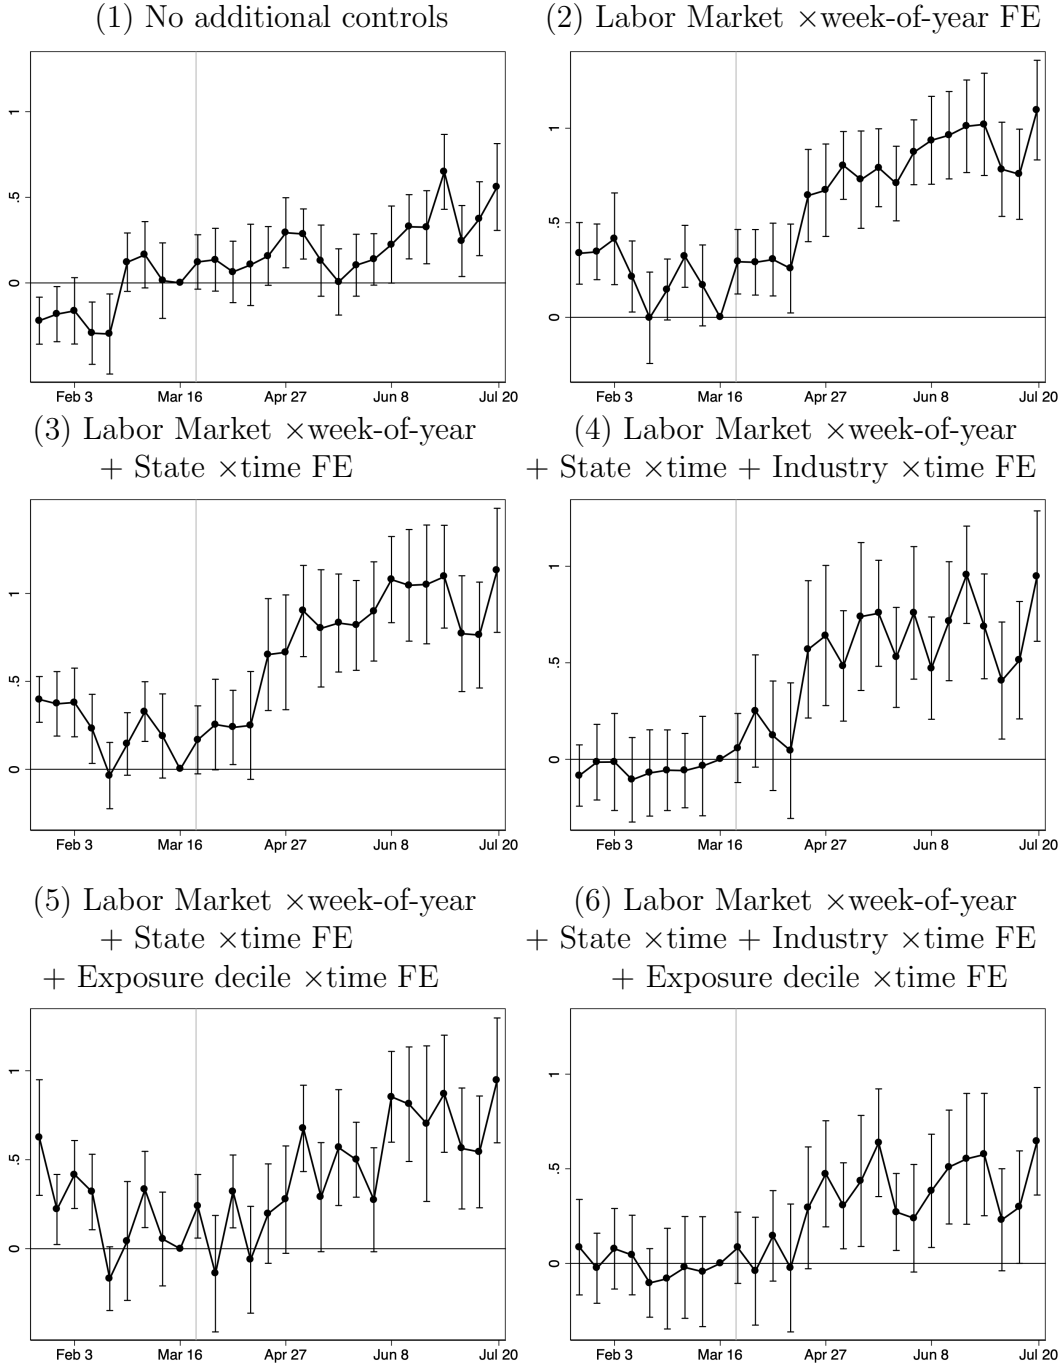 (1) No additional controls
(2) Labor Market ×week-of-year FE
1
.5
0
Feb 3 Mar 16 Apr 27 Jun 8 Jul 20
1
.5
0
Feb 3 Mar 16 Apr 27 Jun 8 Jul 20
(3) Labor Market ×week-of-year
+ State ×time FE
(4) Labor Market ×week-of-year
+ State ×time + Industry ×time FE
1
.5
0
Feb 3 Mar 16 Apr 27 Jun 8 Jul 20
1
.5
0
Feb 3 Mar 16 Apr 27 Jun 8 Jul 20
(5) Labor Market ×week-of-year
+ State ×time FE
+ Exposure decile ×time FE
(6) Labor Market ×week-of-year
+ State ×time + Industry ×time FE
+ Exposure decile ×time FE
1
.5
0
Feb 3 Mar 16 Apr 27 Jun 8 Jul 20
1
.5
0
Feb 3 Mar 16 Apr 27 Jun 8 Jul 20